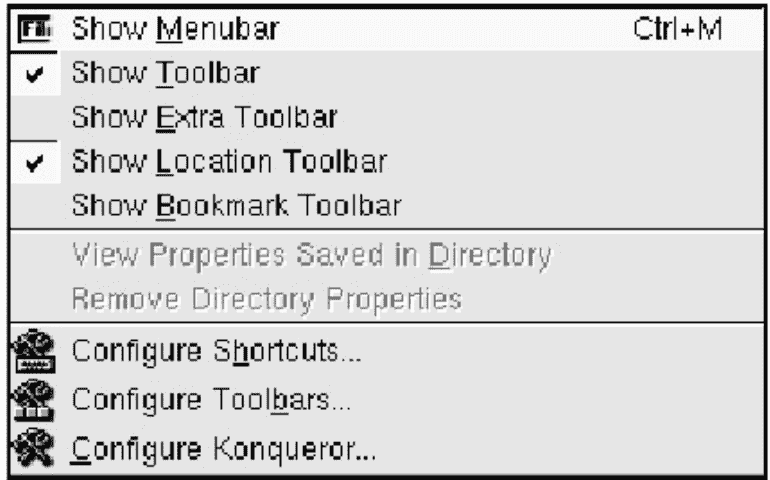 Show Menubar Ctrl+M
Show Toolbar
Show Extra Toolbar
Show Location Toolbar
Show Bookmark Toolbar
View Properties Saved in Directory
Remove Directory Properties
Configure Shortcuts...
Configure Toolbars...
Configure Konqueror...